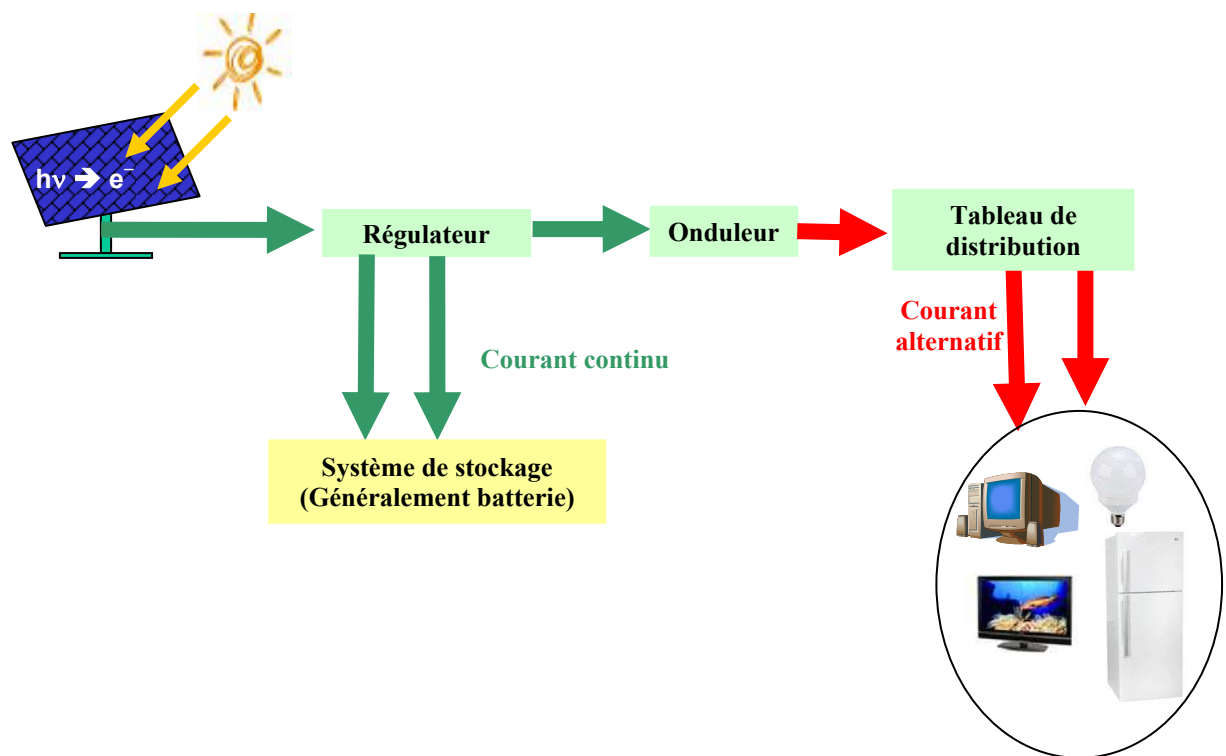 hν ➔ e⁻
Régulateur
Onduleur
Tableau de
distribution
Courant
alternatif
Courant continu
Système de stockage
(Généralement batterie)